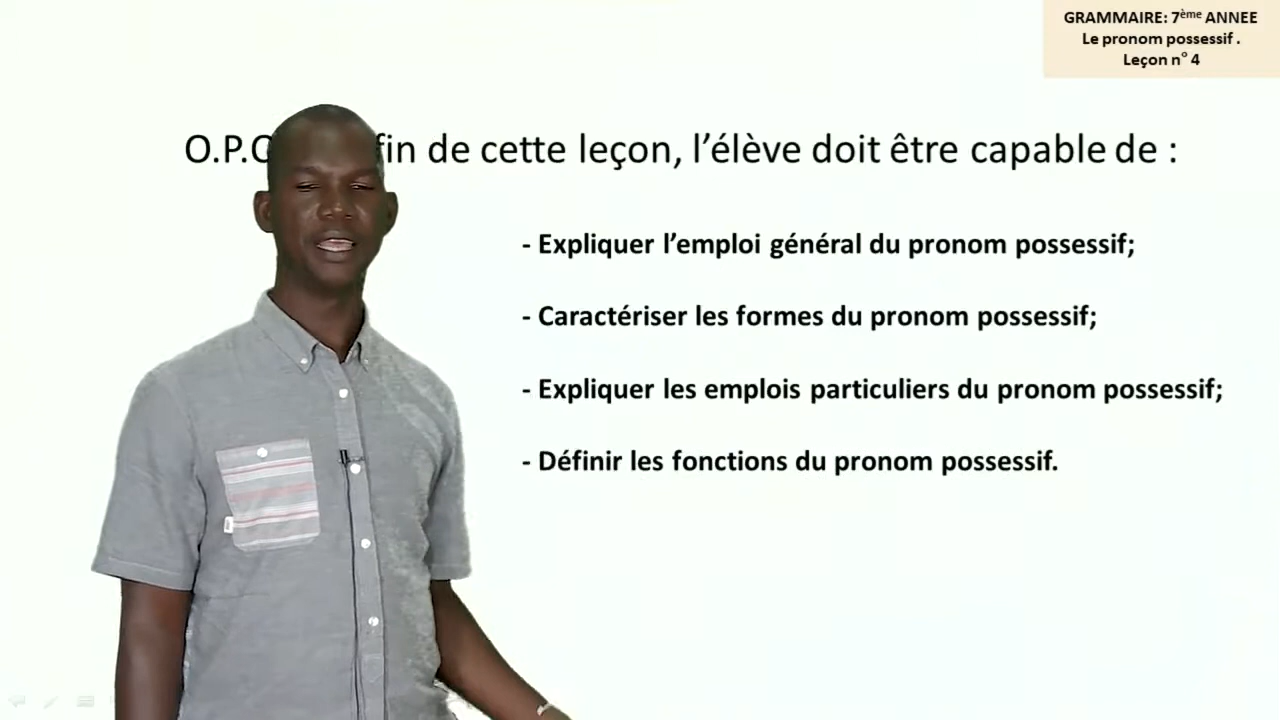 GRAMMAIRE: 7ème ANNEE
Le pronom possessif .
Leçon n° 4
O.P.O fin de cette leçon, l’élève doit être capable de :
- Expliquer l’emploi général du pronom possessif;
- Caractériser les formes du pronom possessif;
- Expliquer les emplois particuliers du pronom possessif;
- Définir les fonctions du pronom possessif.